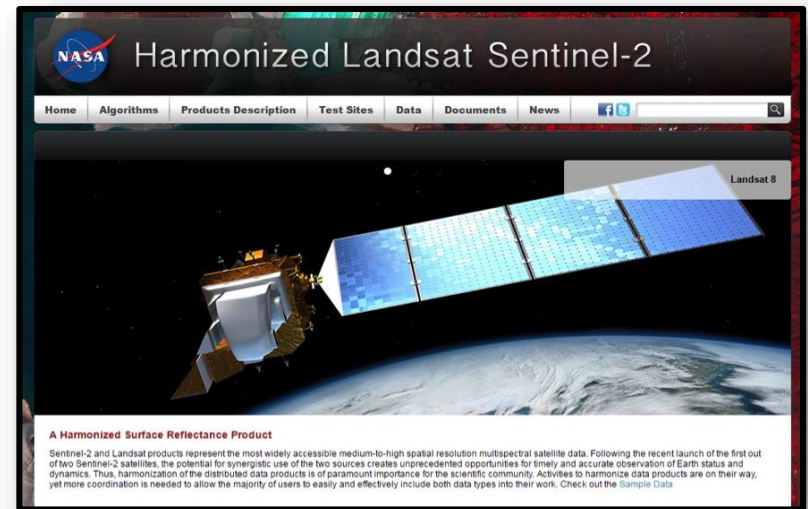 NASA
Harmonized Landsat Sentinel-2
Home Algorithms Products Description Test Sites Data Documents News
Landsat 8
A Harmonized Surface Reflectance Product
Sentinel-2 and Landsat products represent the most widely accessible medium-to-high spatial resolution multispectral satellite data. Following the recent launch of the first out
of two Sentinel-2 satellites, the potential for synergistic use of the two sources creates unprecedented opportunities for timely and accurate observation of Earth status and
dynamics. Thus, harmonization of the distributed data products is of paramount importance for the scientific community. Activities to harmonize data products are on their way,
yet more coordination is needed to allow the majority of users to easily and effectively include both data types into their work. Check out the Sample Data